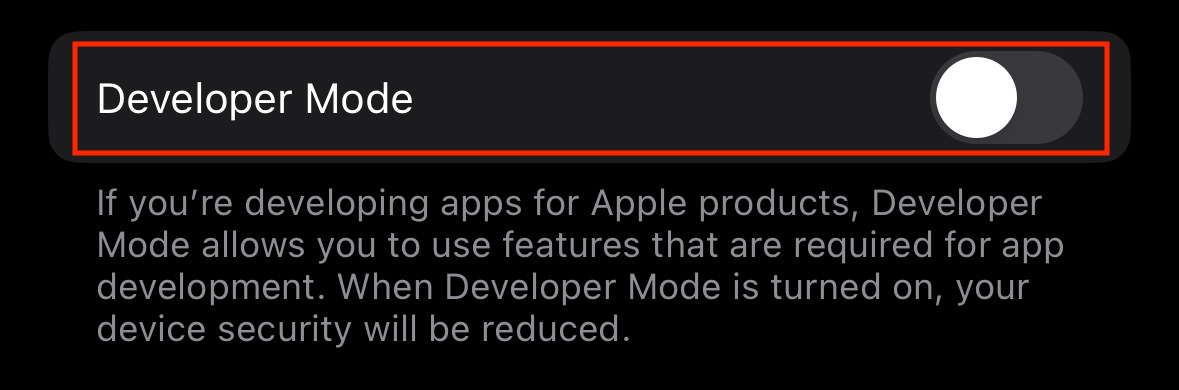 Developer Mode
If you’re developing apps for Apple products, Developer
Mode allows you to use features that are required for app
development. When Developer Mode is turned on, your
device security will be reduced.